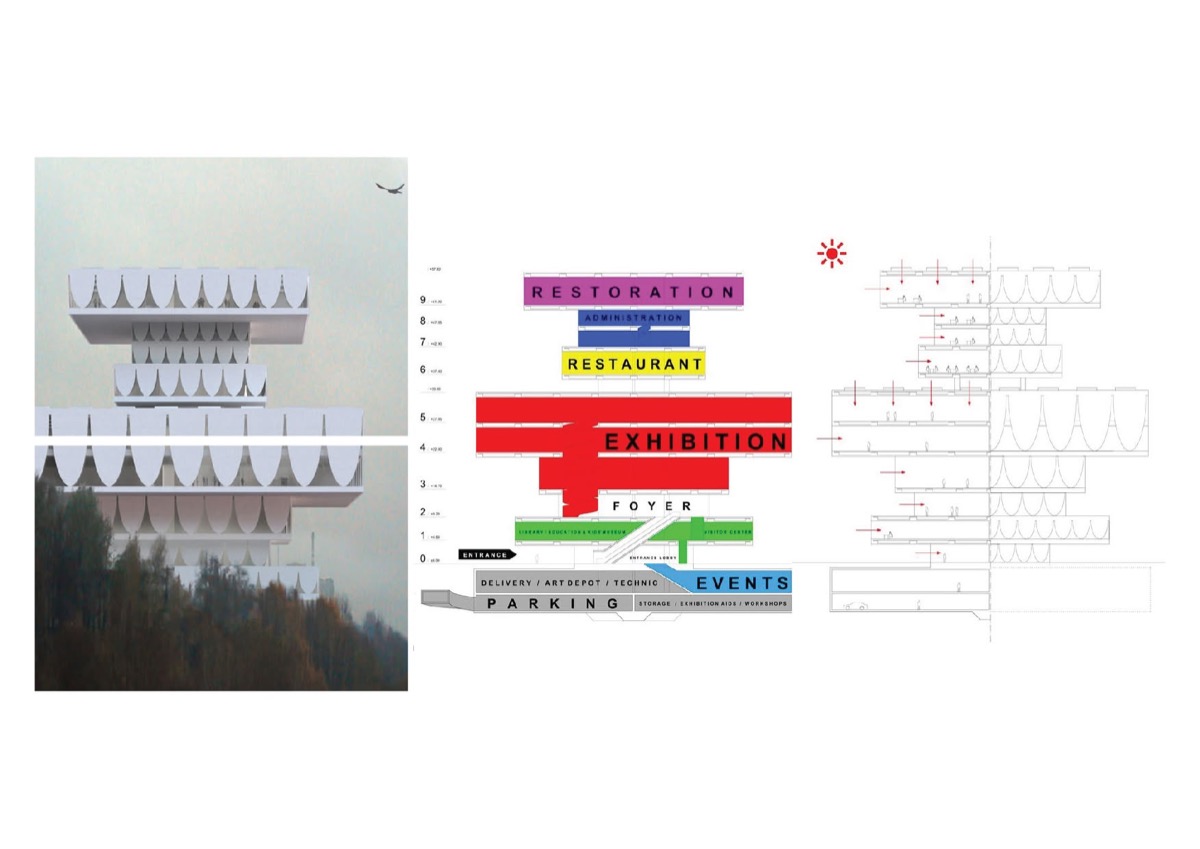 9
RESTORATION
8
ADMINISTRATION
7
6
RESTAURANT
5
4
EXHIBITION
3
2
FOYER
1
VISITOR CENTER
0
ENTRANCE
ENTRANCE LOBBY
DELIVERY / ART DEPOT / TECHNIC
EVENTS
PARKING
STORAGE / EXHIBITION AIDS / WORKSHOPS